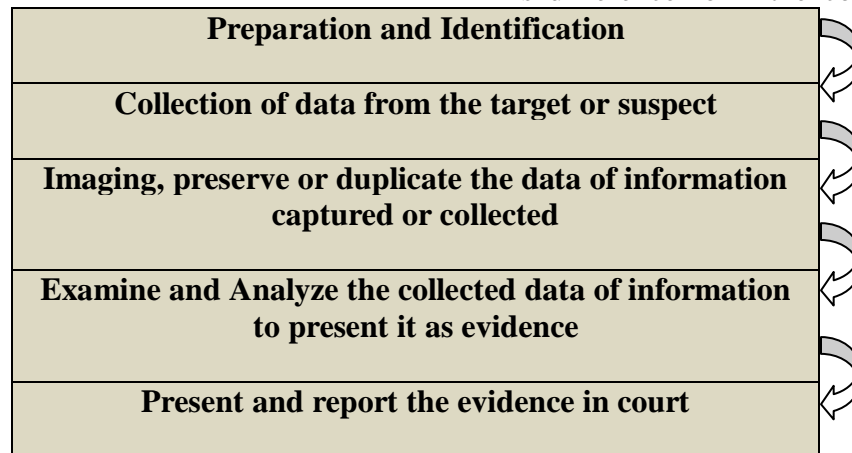 Preparation and Identification
Collection of data from the target or suspect
Imaging, preserve or duplicate the data of information
captured or collected
Examine and Analyze the collected data of information
to present it as evidence
Present and report the evidence in court